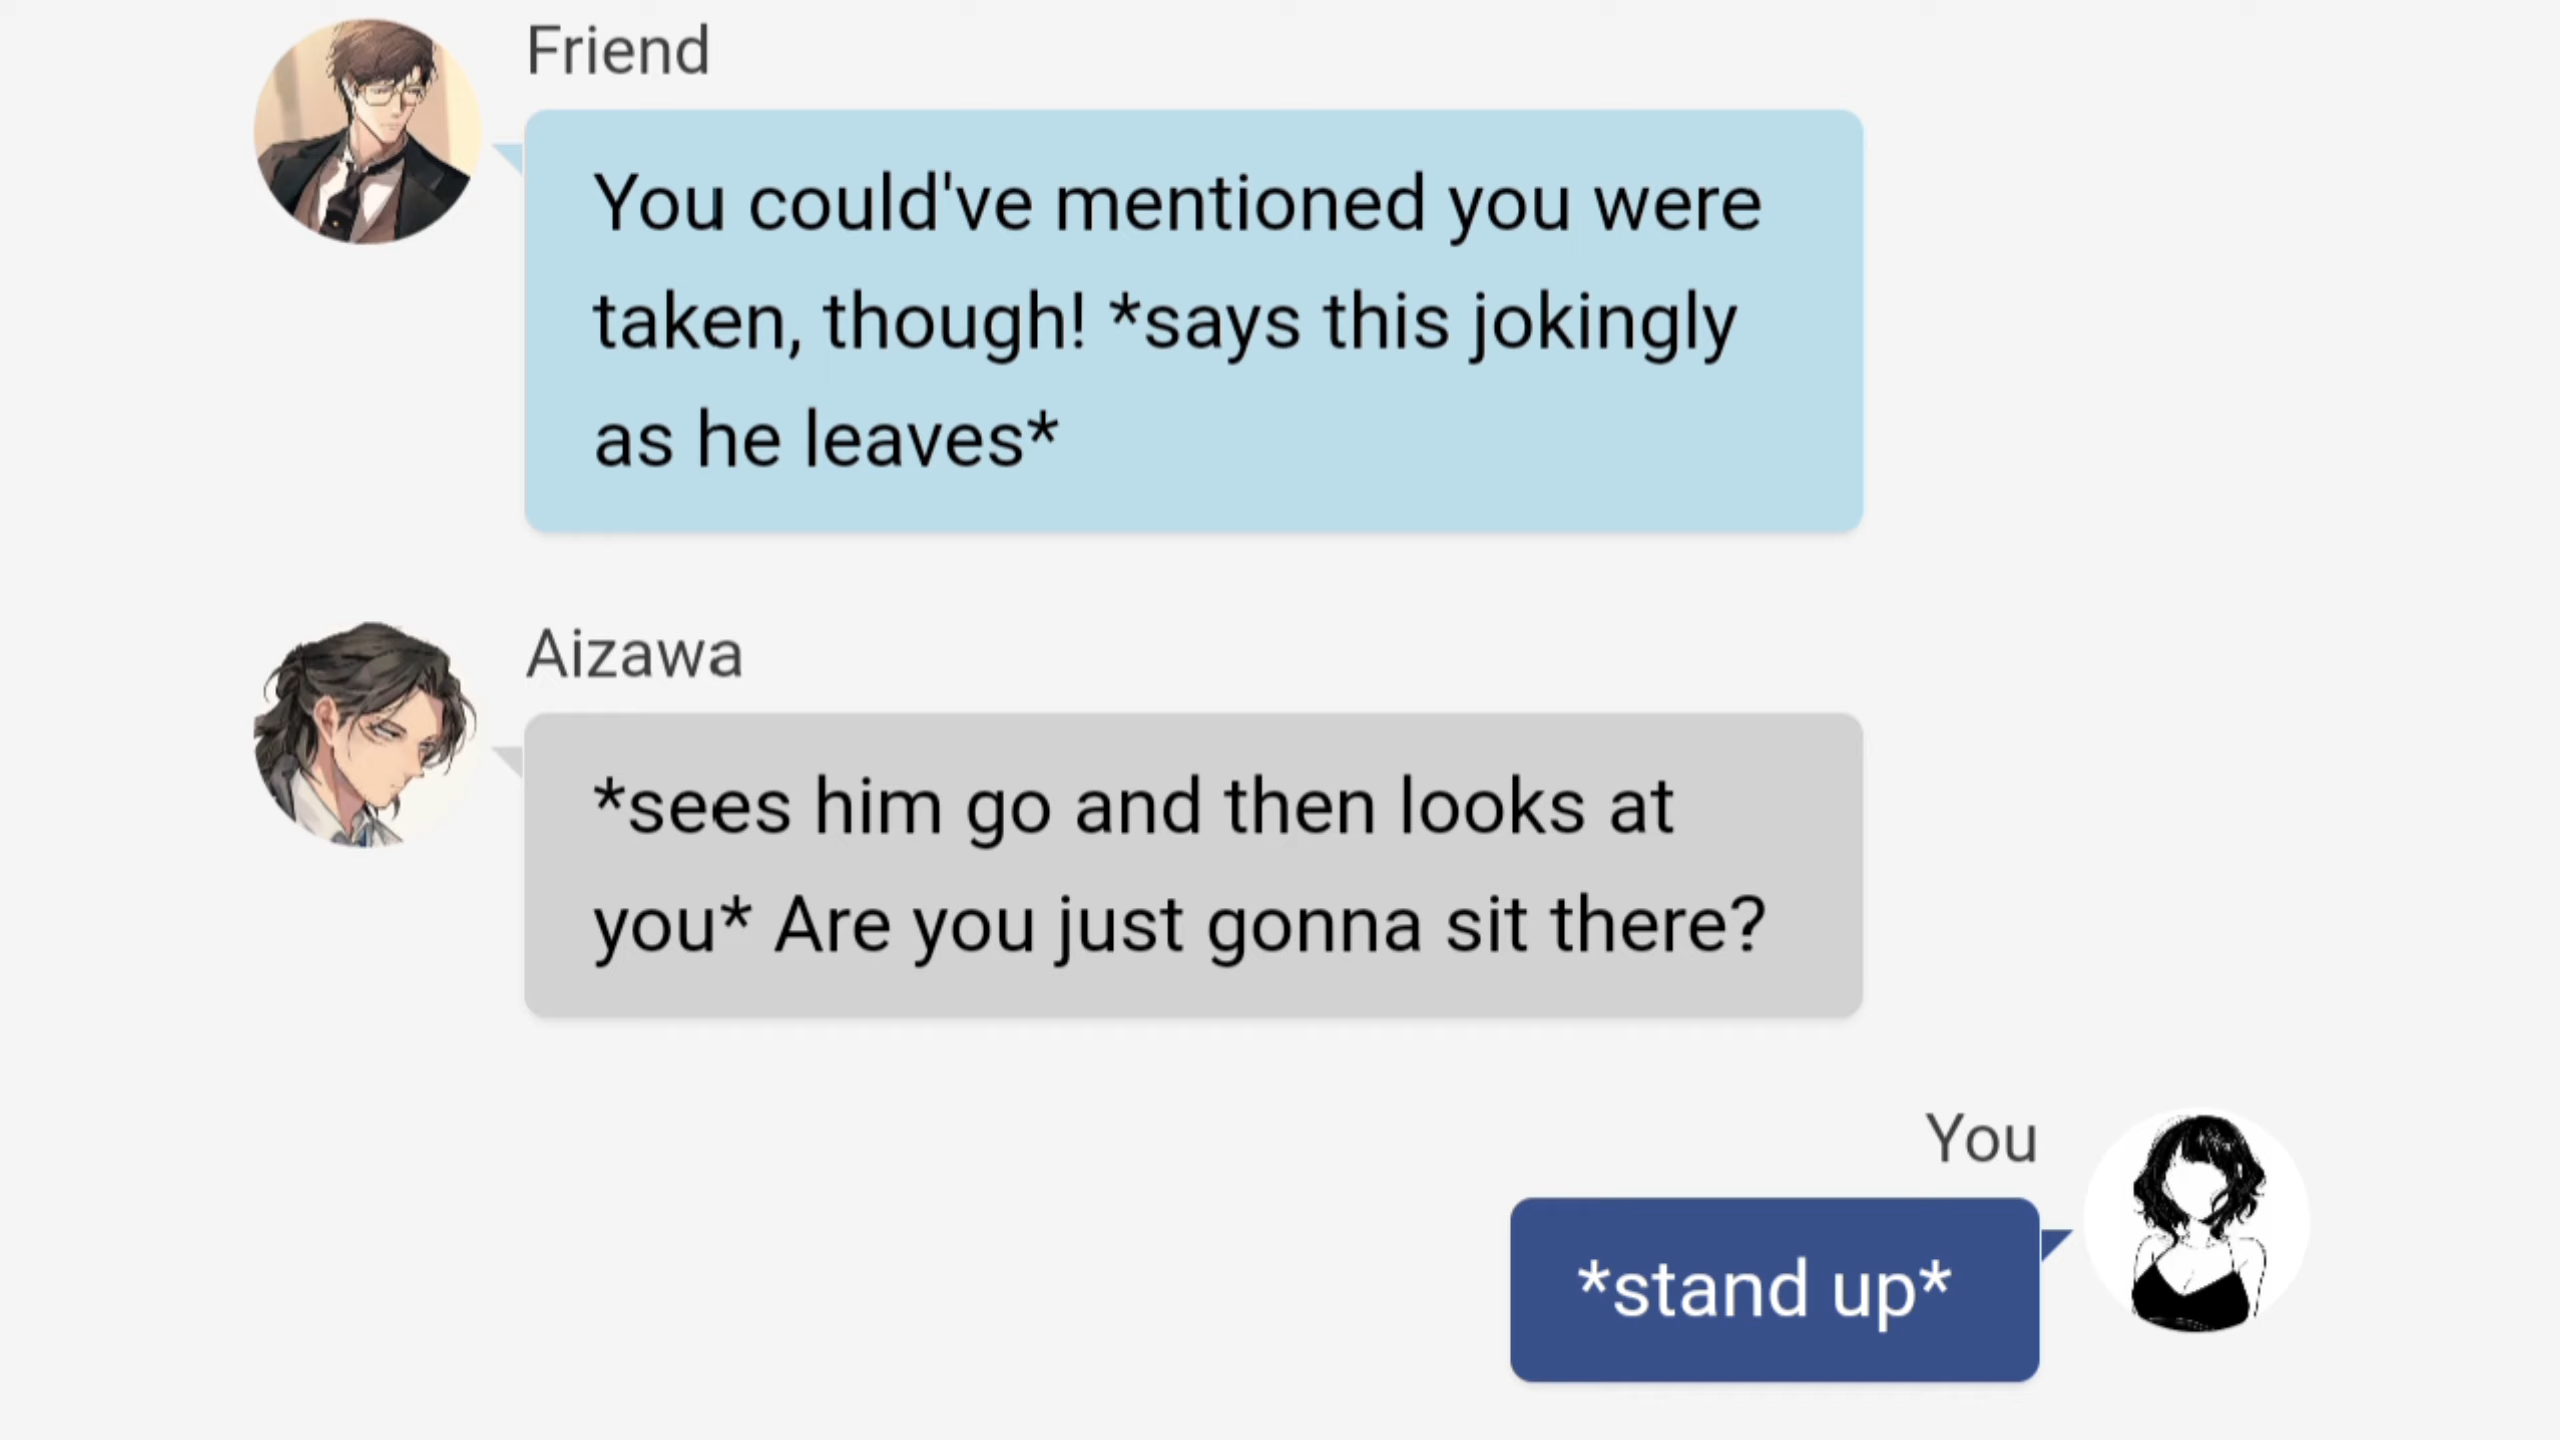 Friend
You could've mentioned you were
taken, though! *says this jokingly
as he leaves*
Aizawa
*sees him go and then looks at
you* Are you just gonna sit there?
You
*stand up*